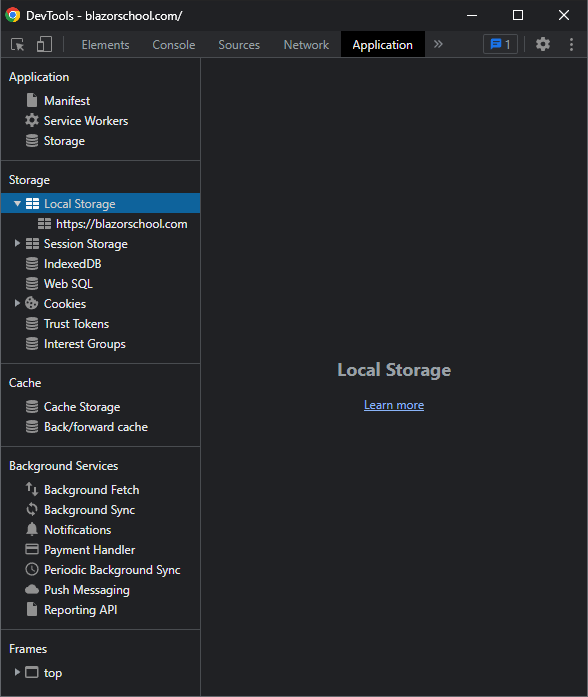 DevTools - blazorschool.com/
Elements Console Sources Network Application » 1
Application
Manifest
Service Workers
Storage
Storage
Local Storage
https://blazorschool.com
Session Storage
IndexedDB
Web SQL
Cookies
Trust Tokens
Interest Groups
Cache
Cache Storage
Back/forward cache
Background Services
Background Fetch
Background Sync
Notifications
Payment Handler
Periodic Background Sync
Push Messaging
Reporting API
Frames
top
Local Storage
Learn more